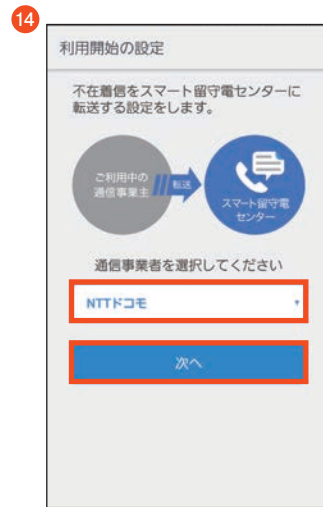 14
利用開始の設定
不在着信をスマート留守電センターに
転送する設定をします。
ご利用中の
通信事業主
転送
スマート留守電
センター
通信事業者を選択してください
NTTドコモ
次へ